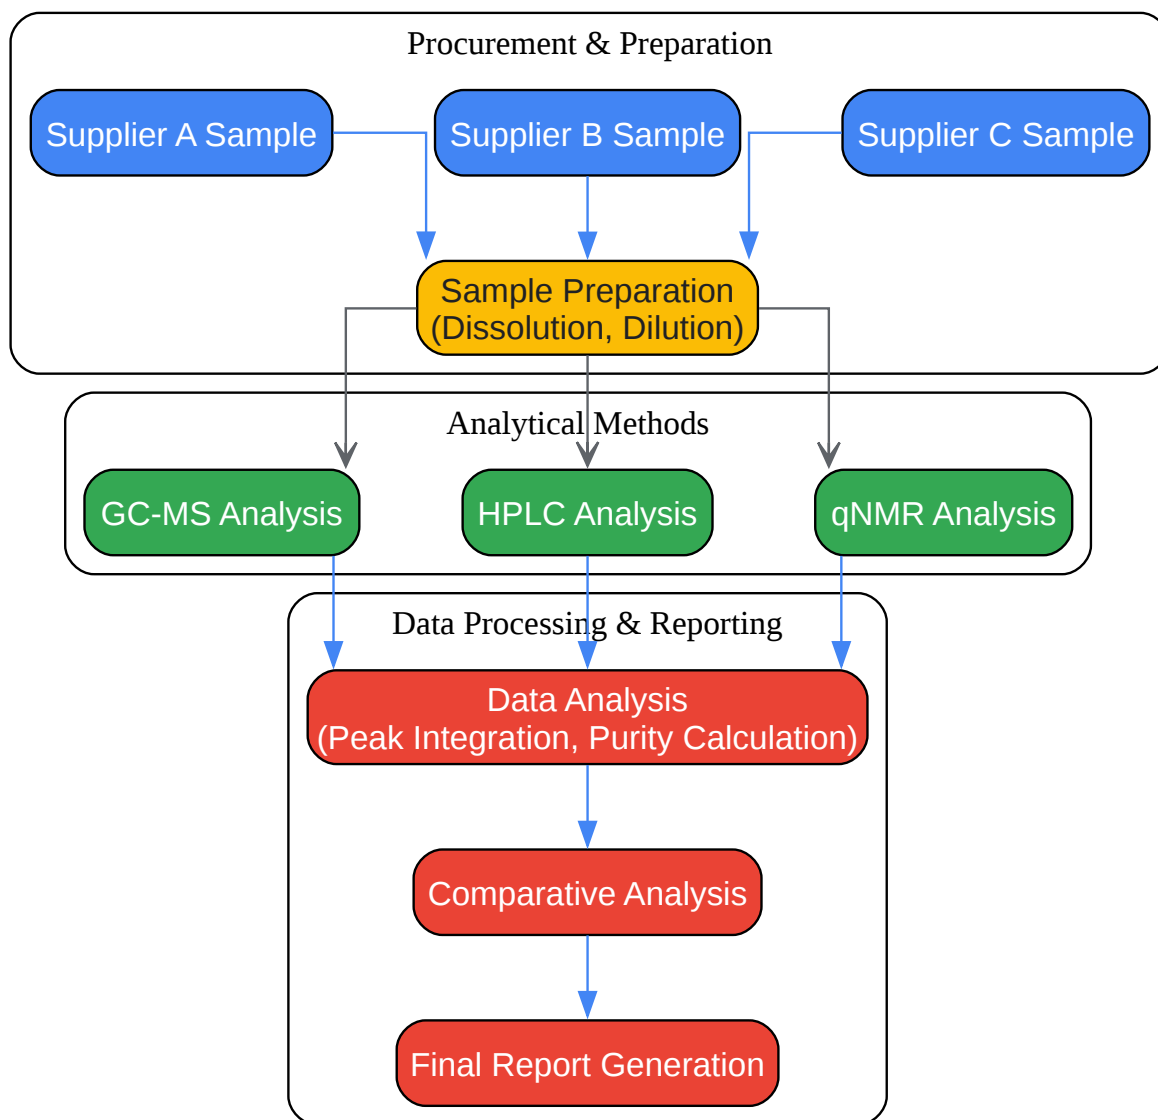 Procurement & Preparation
Supplier A Sample
Supplier B Sample
Supplier C Sample
Sample Preparation
(Dissolution, Dilution)
Analytical Methods
GC-MS Analysis
HPLC Analysis
qNMR Analysis
Data Processing & Reporting
Data Analysis
(Peak Integration, Purity Calculation)
Comparative Analysis
Final Report Generation